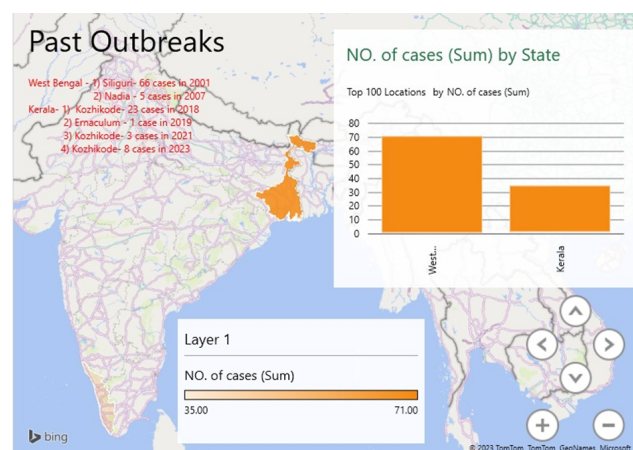 Past Outbreaks
West Bengal - 1) Siliguri- 66 cases in 2001
2) Nadia - 5 cases in 2007
Kerala- 1) Kozhikode- 23 cases in 2018
2) Ernaculum - 1 case in 2019
3) Kozhikode- 3 cases in 2021
4) Kozhikode- 8 cases in 2023
NO. of cases (Sum) by State
Top 100 Locations by NO. of cases (Sum)
80
70
60
50
40
30
20
10
0
West...
Kerala
Layer 1
NO. of cases (Sum)
35.00 71.00
bing
© 2023 TomTom, TomTom, GeoNames, Microsoft